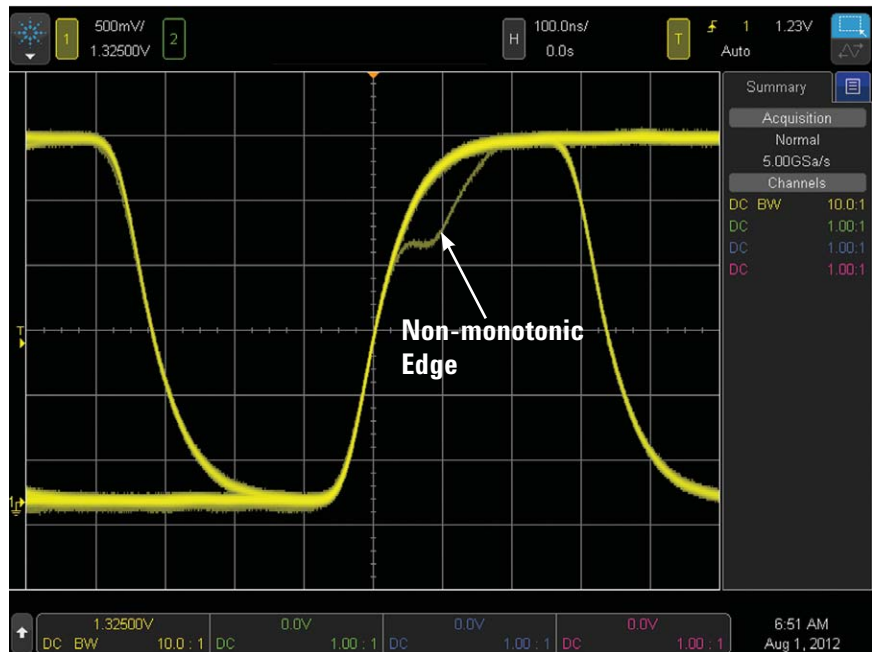 1 500mV/ 2 H 100.0ns/ T 1 1.23V
1.32500V 0.0s Auto
Summary
Acquisition
Normal
5.00GSa/s
Channels
DC BW 10.0:1
DC 1.00:1
DC 1.00:1
DC 1.00:1
T
Non-monotonic
Edge
1
1.32500V 0.0V 0.0V 0.0V 6:51 AM
DC BW 10.0 : 1 DC 1.00 : 1 DC 1.00 : 1 DC 1.00 : 1 Aug 1, 2012